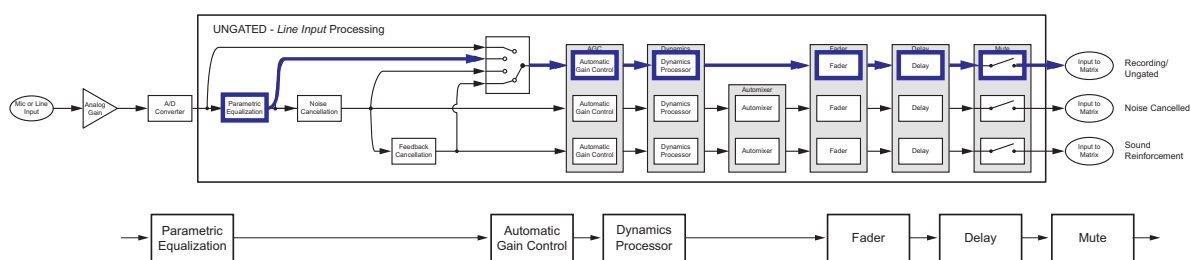 UNGATED - Line Input Processing
AGC
Dynamics
Fader
Delay
Mute
Automatic
Gain Control
Dynamics
Processor
Fader
Delay
Input to
Matrix
Recording/
Ungated
Mic or Line
Input
Analog
Gain
A/D
Converter
Parametric
Equalization
Noise
Cancellation
Automatic
Gain Control
Dynamics
Processor
Automixer
Automixer
Fader
Delay
Input to
Matrix
Noise Cancelled
Feedback
Cancellation
Automatic
Gain Control
Dynamics
Processor
Automixer
Fader
Delay
Input to
Matrix
Sound
Reinforcement
Parametric
Equalization
Automatic
Gain Control
Dynamics
Processor
Fader
Delay
Mute